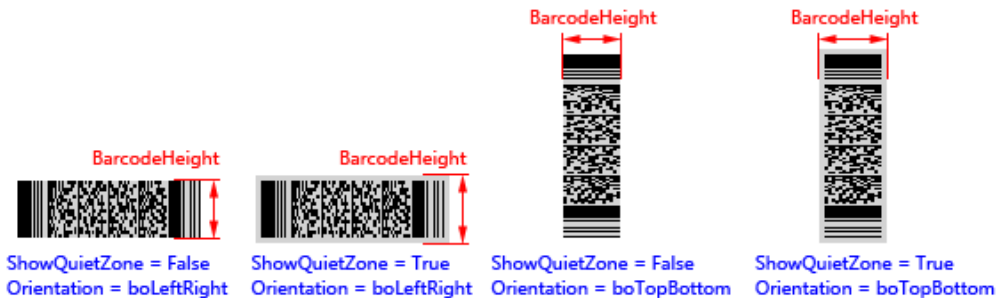 BarcodeHeight
BarcodeHeight
BarcodeHeight
BarcodeHeight
ShowQuietZone = False
Orientation = boLeftRight
ShowQuietZone = True
Orientation = boLeftRight
ShowQuietZone = False
Orientation = boTopBottom
ShowQuietZone = True
Orientation = boTopBottom